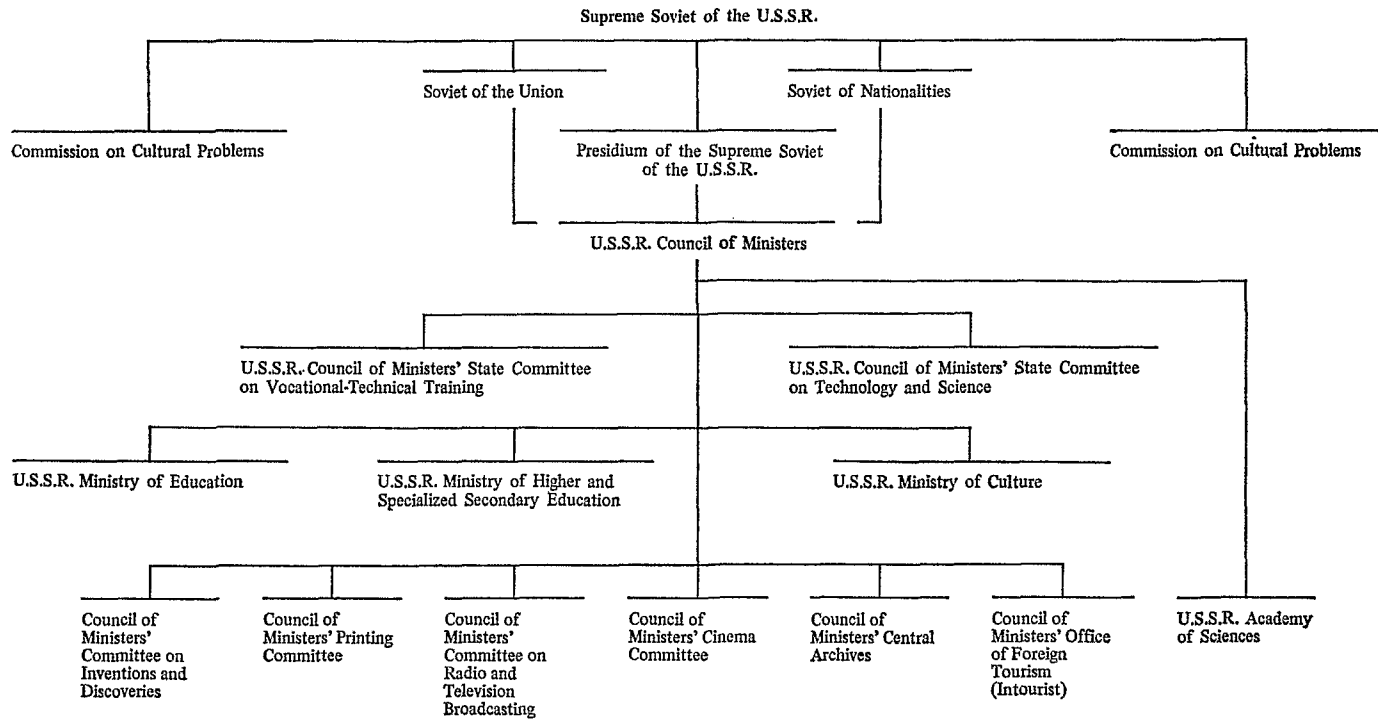 Supreme Soviet of the U.S.S.R.
Soviet of the Union
Soviet of Nationalities
Commission on Cultural Problems
Presidium of the Supreme Soviet
of the U.S.S.R.
Commission on Cultural Problems
U.S.S.R. Council of Ministers
U.S.S.R. Council of Ministers' State Committee
on Vocational-Technical Training
U.S.S.R. Council of Ministers' State Committee
on Technology and Science
U.S.S.R. Ministry of Education
U.S.S.R. Ministry of Higher and
Specialized Secondary Education
U.S.S.R. Ministry of Culture
Council of
Ministers'
Committee on
Inventions and
Discoveries
Council of
Ministers' Printing
Committee
Council of
Ministers'
Committee on
Radio and
Television
Broadcasting
Council of
Ministers' Cinema
Committee
Council of
Ministers' Central
Archives
Council of
Ministers' Office
of Foreign
Tourism
(Intourist)
U.S.S.R. Academy
of Sciences